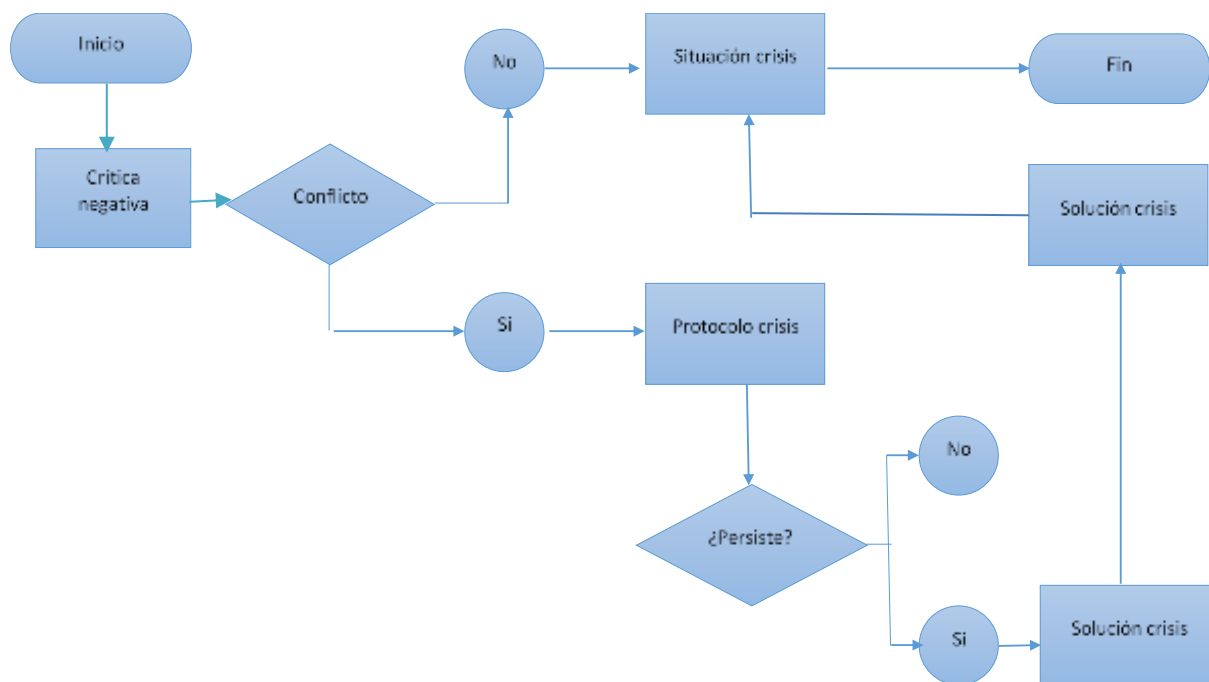 Inicio
No
Situación crisis
Fin
Critica
negativa
Conflicto
Solución crisis
Si
Protocolo crisis
No
¿Persiste?
Si
Solución crisis